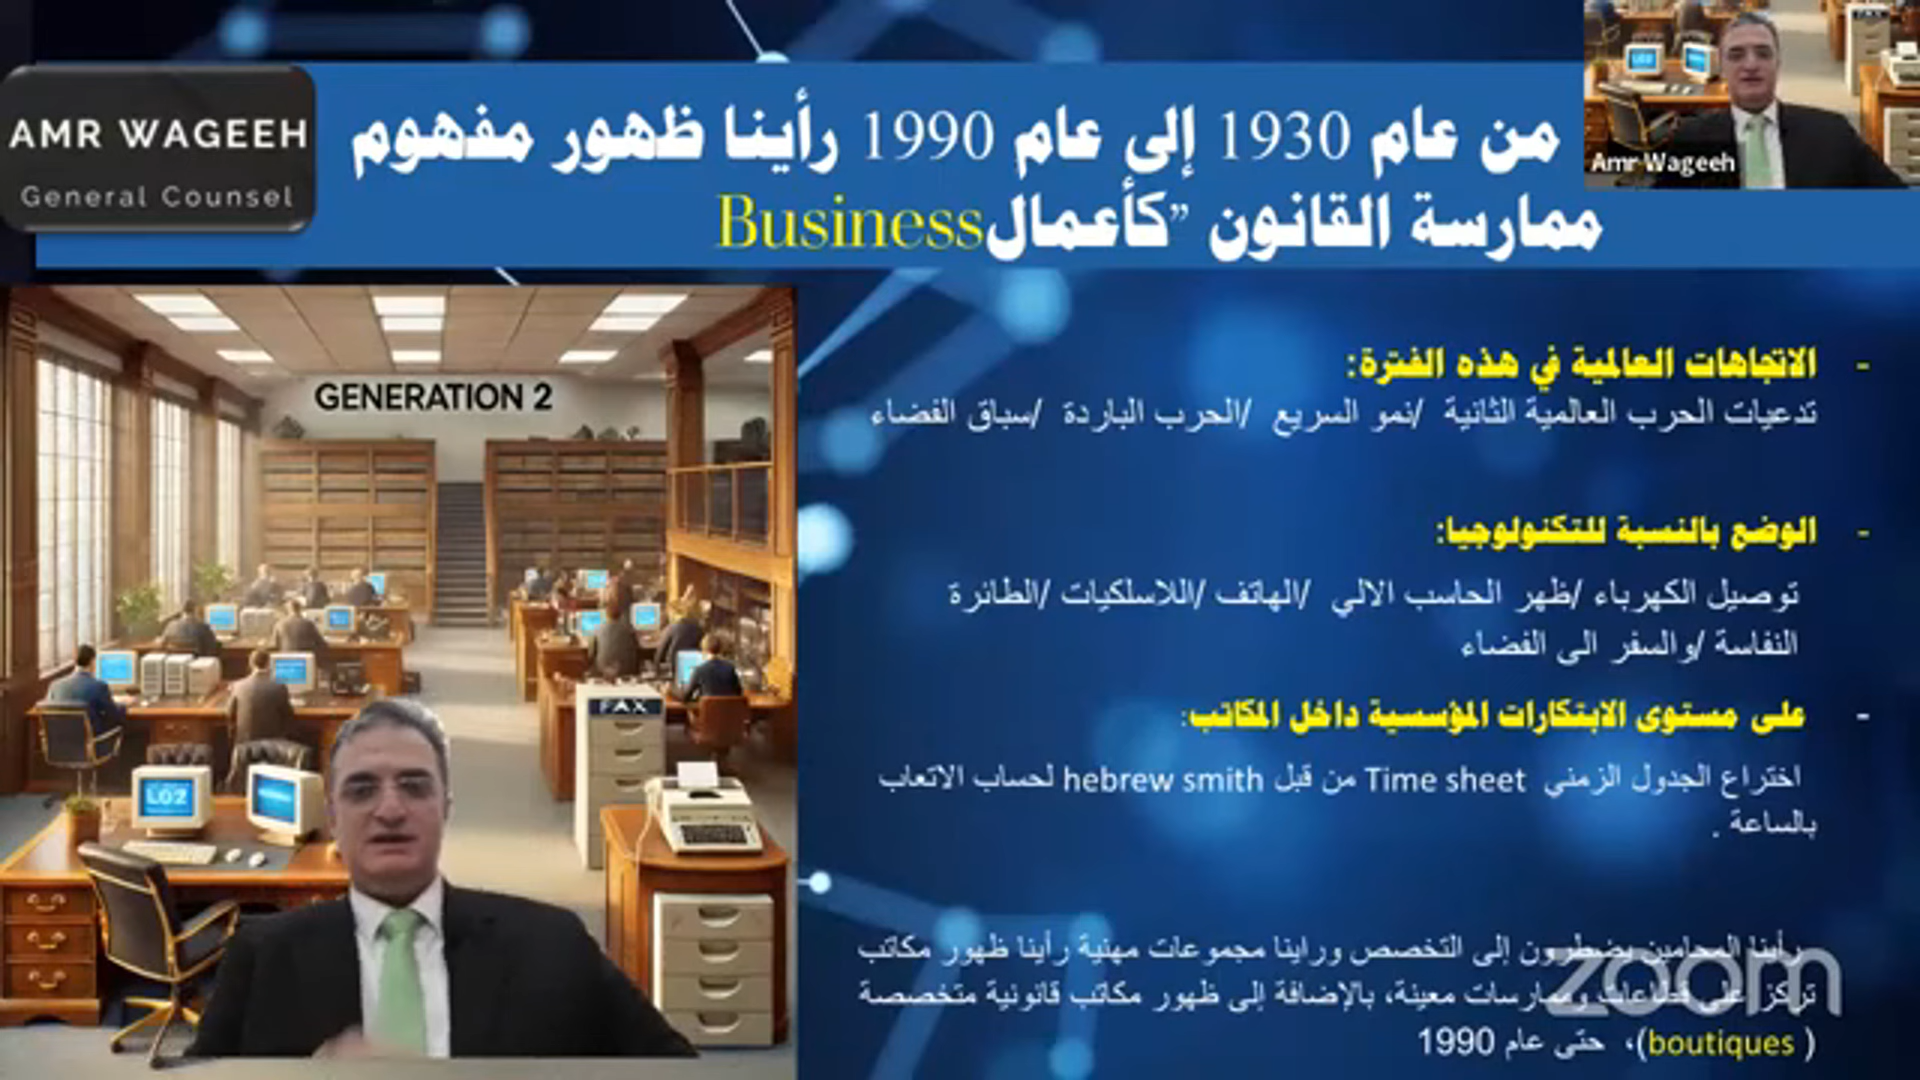 AMR WAGEEH
General Counsel
من عام 1930 إلى عام 1990 رأينا ظهور مفهوم
ممارسة القانون ”كأعمالBusiness
Amr Wageeh
GENERATION 2
FAX
LG2
- الاتجاهات العالمية في هذه الفترة:
تدعيات الحرب العالمية الثانية /نمو السريع /الحرب الباردة /سباق الفضاء
- الوضع بالنسبة للتكنولوجيا:
توصيل الكهرباء /ظهر الحاسب الالي /الهاتف /اللاسلكيات /الطائرة
النفاسة /والسفر الى الفضاء
- على مستوى الابتكارات المؤسسية داخل المكاتب:
اختراع الجدول الزمني Time sheet من قبل hebrew smith لحساب الاتعاب
بالساعة .
رأينا المحامين يضطرون إلى التخصص وراينا مجموعات مهنية رأينا ظهور مكاتب
تركز على قطاعات وممارسات معينة، بالإضافة إلى ظهور مكاتب قانونية متخصصة
( boutiques)، حتى عام 1990
zoom